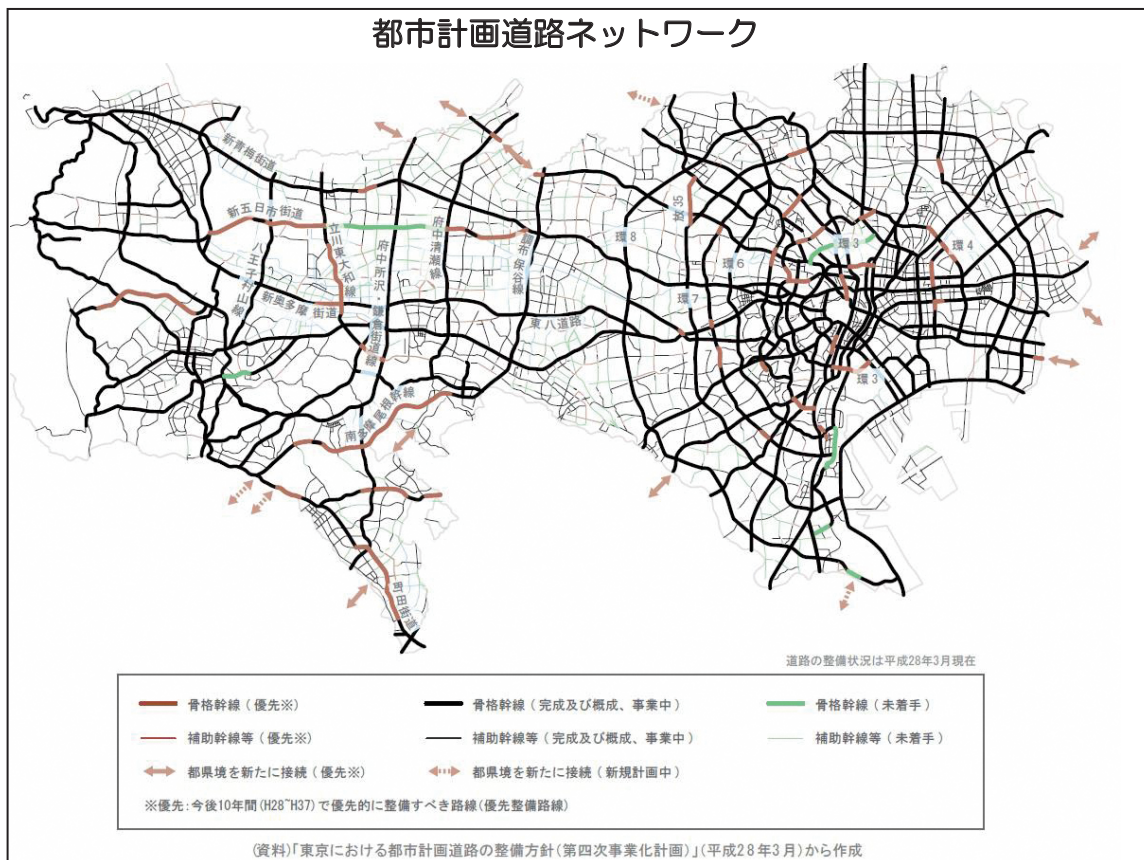 都市計画道路ネットワーク
新青梅街道
新五日市街道
八王子村山線
新奥多摩街道
立川東大和線
府中所沢・鎌倉街道線
府中清瀬線
調布保谷線
東八道路
南多摩尾根幹線
町田街道
放35
環8
環7
環6
環3
環4
環3
道路の整備状況は平成28年3月現在
骨格幹線(優先※)
骨格幹線(完成及び概成、事業中)
骨格幹線(未着手)
補助幹線等(優先※)
補助幹線等(完成及び概成、事業中)
補助幹線等(未着手)
都県境を新たに接続(優先※)
都県境を新たに接続(新規計画中)
※優先:今後10年間(H28~H37)で優先的に整備すべき路線(優先整備路線)
(資料)「東京における都市計画道路の整備方針(第四次事業化計画)」(平成28年3月)から作成